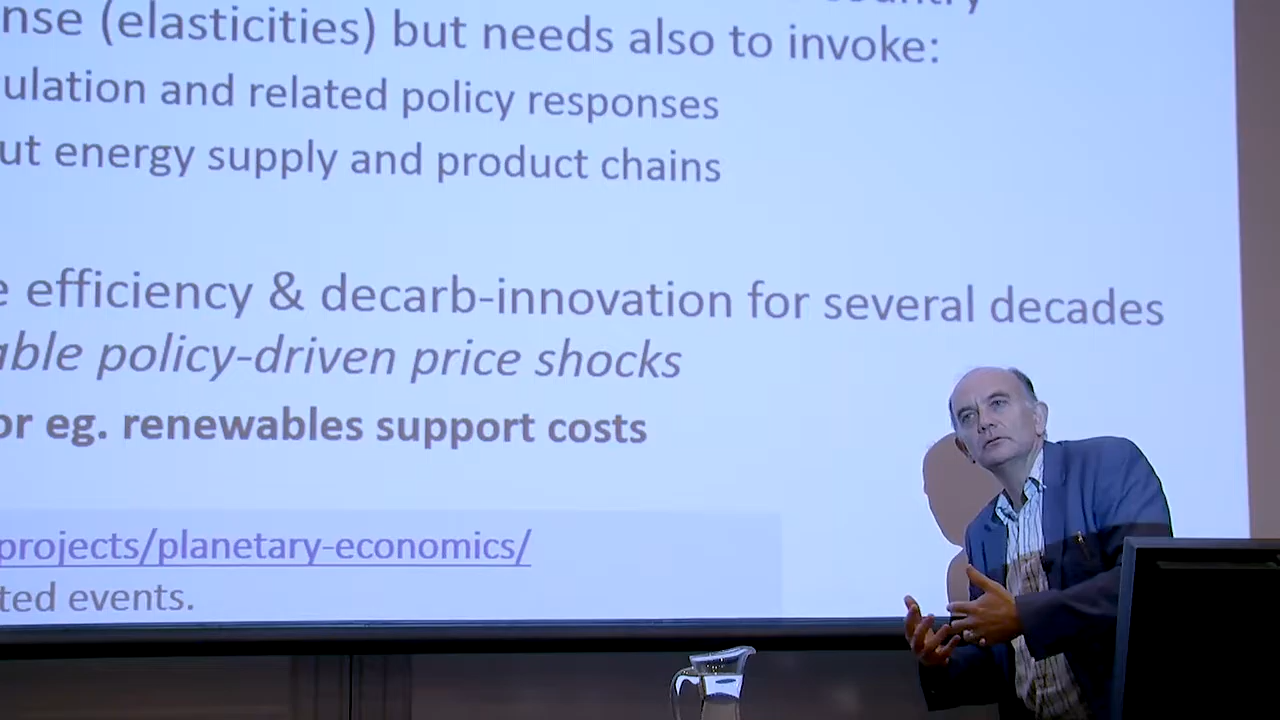 nse (elasticities) but needs also to invoke:
ulation and related policy responses
ut energy supply and product chains
e efficiency & decarb-innovation for several decades
able policy-driven price shocks
or eg. renewables support costs
projects/planetary-economics/
ted events.